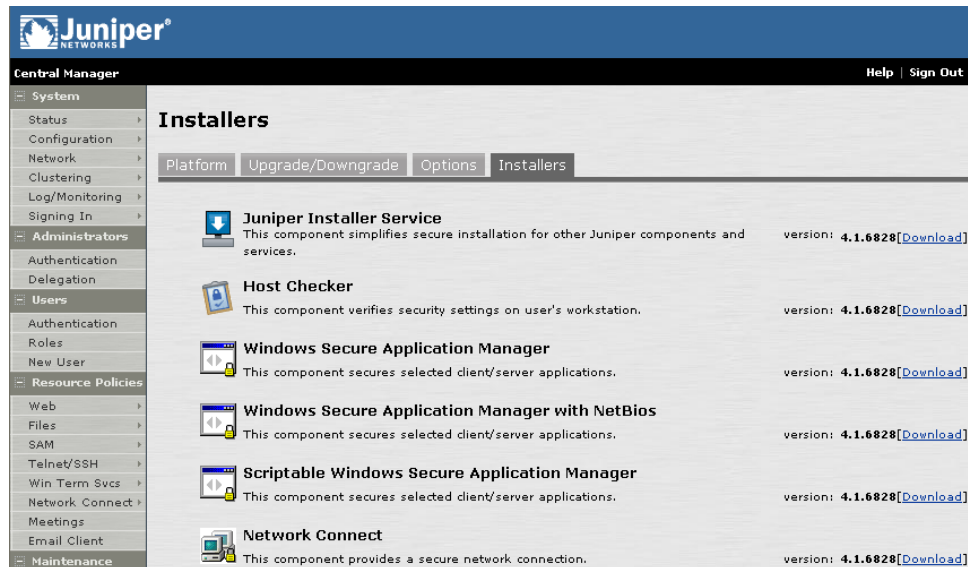 Juniper®
NETWORKS
Central Manager
Help | Sign Out
System
Status
Configuration
Network
Clustering
Log/Monitoring
Signing In
Administrators
Authentication
Delegation
Users
Authentication
Roles
New User
Resource Policies
Web
Files
SAM
Telnet/SSH
Win Term Svcs
Network Connect
Meetings
Email Client
Maintenance
Installers
Platform
Upgrade/Downgrade
Options
Installers
Juniper Installer Service
This component simplifies secure installation for other Juniper components and
services.
version: 4.1.6828[Download]
Host Checker
This component verifies security settings on user's workstation.
version: 4.1.6828[Download]
Windows Secure Application Manager
This component secures selected client/server applications.
version: 4.1.6828[Download]
Windows Secure Application Manager with NetBios
This component secures selected client/server applications.
version: 4.1.6828[Download]
Scriptable Windows Secure Application Manager
This component secures selected client/server applications.
version: 4.1.6828[Download]
Network Connect
This component provides a secure network connection.
version: 4.1.6828[Download]